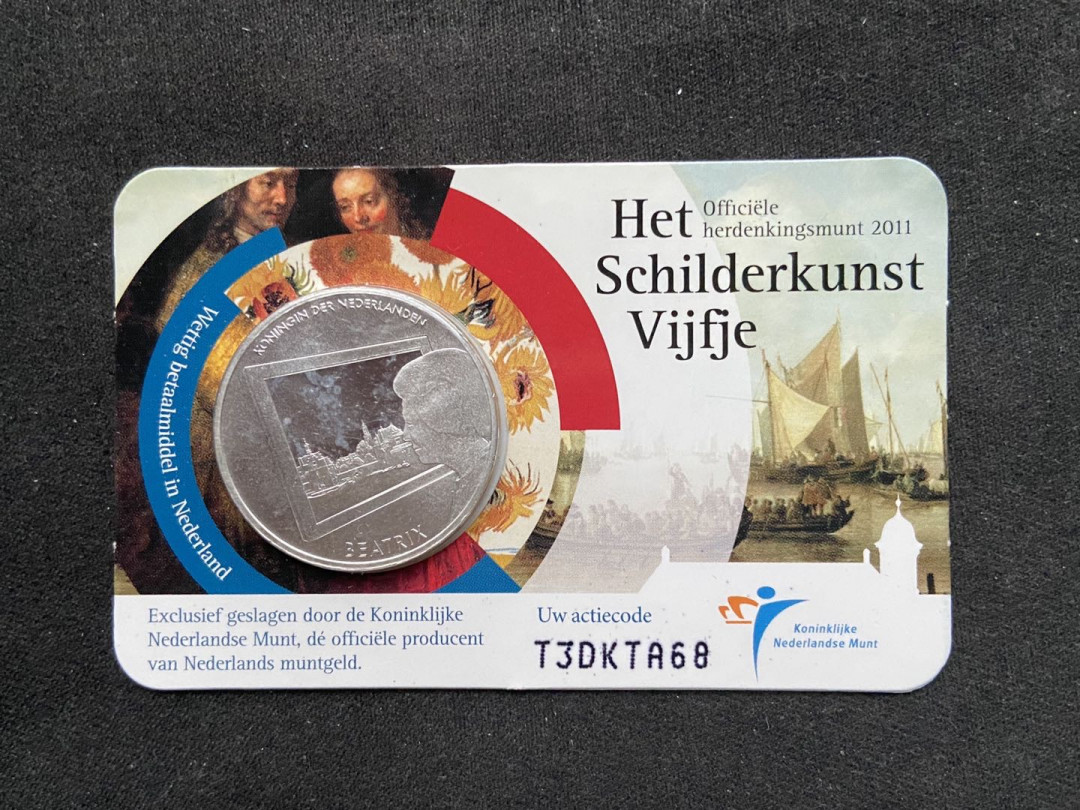 Het Officiële
herdenkingsmunt 2011
Schilderkunst
Vijfje
KONINGIN DER NEDERLANDEN
BEATRIX
Wettig betaalmiddel in Nederland
Exclusief geslagen door de Koninklijke
Nederlandse Munt, dé officiële producent
van Nederlands muntgeld.
Uw actiecode
T3DKTA68
Koninklijke
Nederlandse Munt